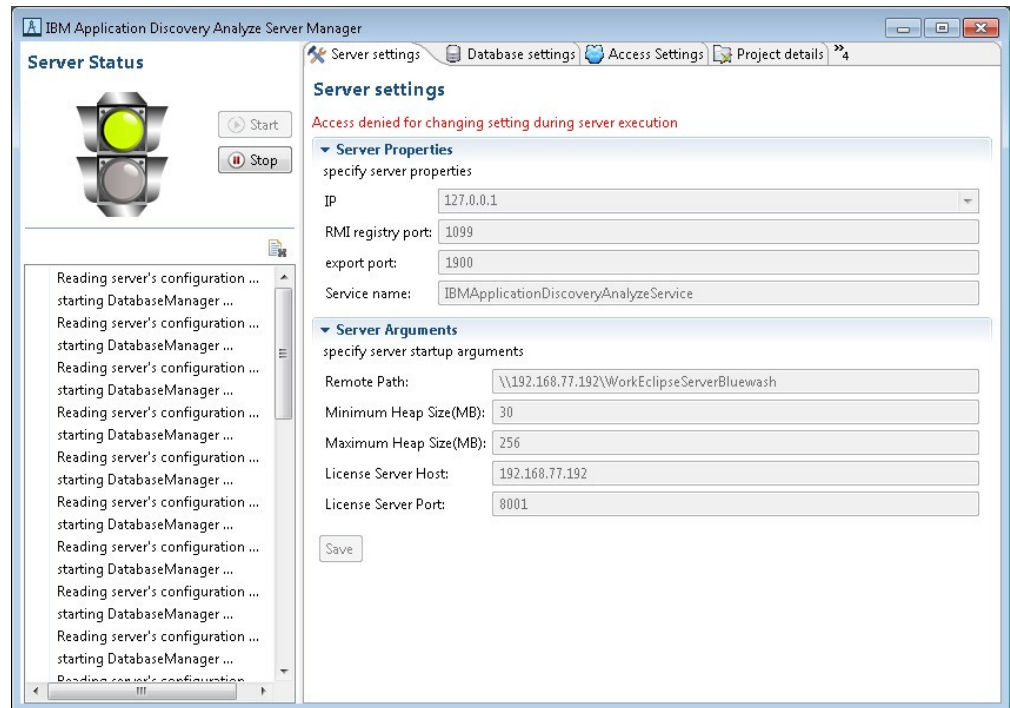 IBM Application Discovery Analyze Server Manager
Server Status
Start
Stop
Reading server's configuration ...
starting DatabaseManager ...
Reading server's configuration ...
starting DatabaseManager ...
Reading server's configuration ...
starting DatabaseManager ...
Reading server's configuration ...
starting DatabaseManager ...
Reading server's configuration ...
starting DatabaseManager ...
Reading server's configuration ...
starting DatabaseManager ...
Reading server's configuration ...
starting DatabaseManager ...
Reading server's configuration ...
starting DatabaseManager ...
Reading server's configuration ...
starting DatabaseManager ...
Reading server's configuration
Server settings Database settings Access Settings Project details »4
Server settings
Access denied for changing setting during server execution
Server Properties
specify server properties
IP 127.0.0.1
RMI registry port: 1099
export port: 1900
Service name: IBMApplicationDiscoveryAnalyzeService
Server Arguments
specify server startup arguments
Remote Path: \\192.168.77.192\WorkEclipseServerBluewash
Minimum Heap Size(MB): 30
Maximum Heap Size(MB): 256
License Server Host: 192.168.77.192
License Server Port: 8001
Save